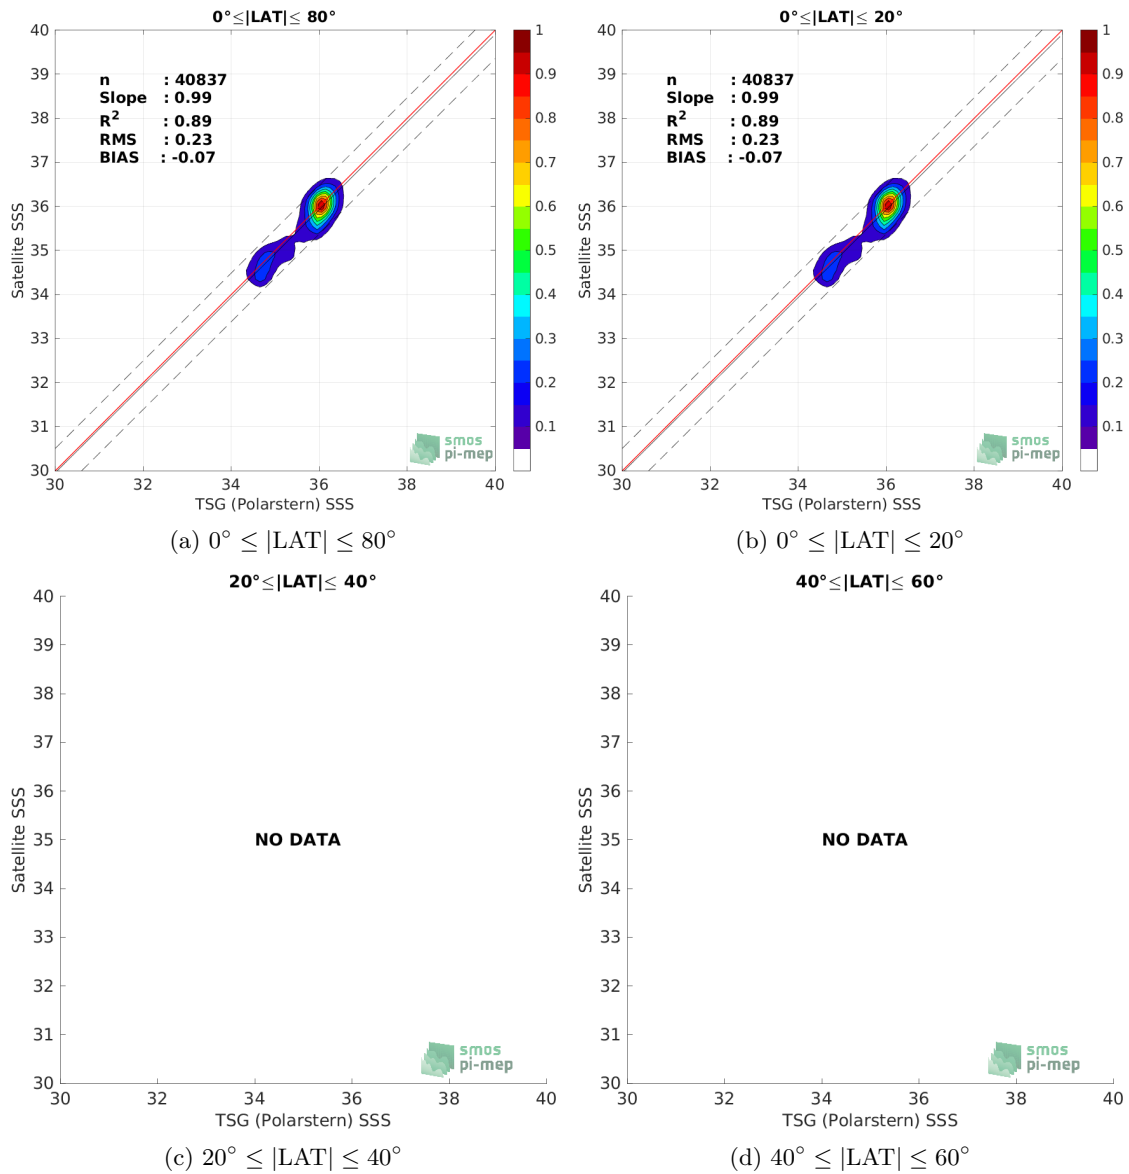 0°≤|LAT|≤ 80°
40
39
38
37
36
35
34
33
32
31
30
30
32
34
36
38
40
Satellite SSS
TSG (Polarstern) SSS
n : 40837
Slope : 0.99
R² : 0.89
RMS : 0.23
BIAS : -0.07
1
0.9
0.8
0.7
0.6
0.5
0.4
0.3
0.2
0.1
smos
pi-mep
(a) 0° ≤ |LAT| ≤ 80°
0°≤|LAT|≤ 20°
40
39
38
37
36
35
34
33
32
31
30
30
32
34
36
38
40
Satellite SSS
TSG (Polarstern) SSS
n : 40837
Slope : 0.99
R² : 0.89
RMS : 0.23
BIAS : -0.07
1
0.9
0.8
0.7
0.6
0.5
0.4
0.3
0.2
0.1
smos
pi-mep
(b) 0° ≤ |LAT| ≤ 20°
20°≤|LAT|≤ 40°
40
39
38
37
36
35
34
33
32
31
30
30
32
34
36
38
40
Satellite SSS
TSG (Polarstern) SSS
NO DATA
smos
pi-mep
(c) 20° ≤ |LAT| ≤ 40°
40°≤|LAT|≤ 60°
40
39
38
37
36
35
34
33
32
31
30
30
32
34
36
38
40
Satellite SSS
TSG (Polarstern) SSS
NO DATA
smos
pi-mep
(d) 40° ≤ |LAT| ≤ 60°